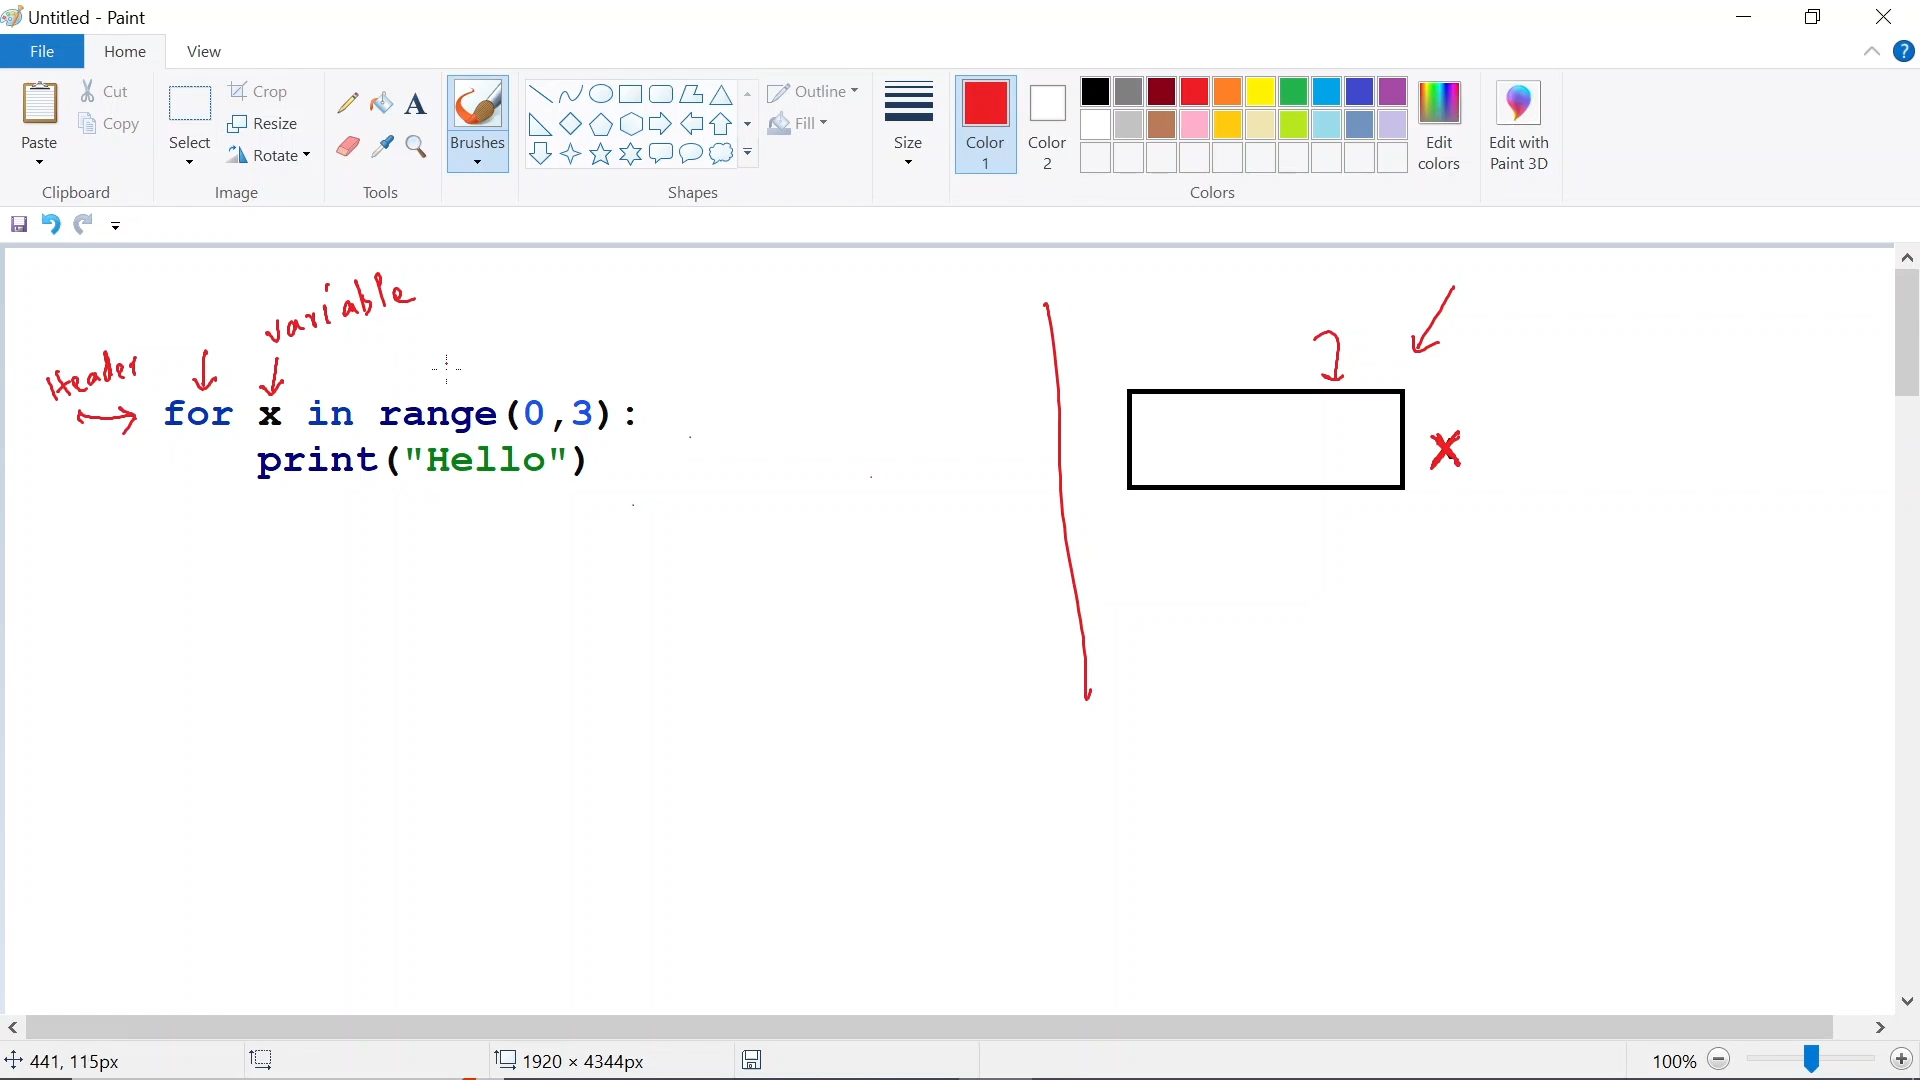 Untitled - Paint
File
Home
View
Paste
Cut
Copy
Clipboard
Select
Crop
Resize
Rotate
Image
A
Tools
Brushes
Shapes
Outline
Fill
Size
Color
1
Color
2
Edit
colors
Colors
Edit with
Paint 3D
?
variable
Header
for x in range(0,3):
print("Hello")
x
441, 115px
1920 × 4344px
100%